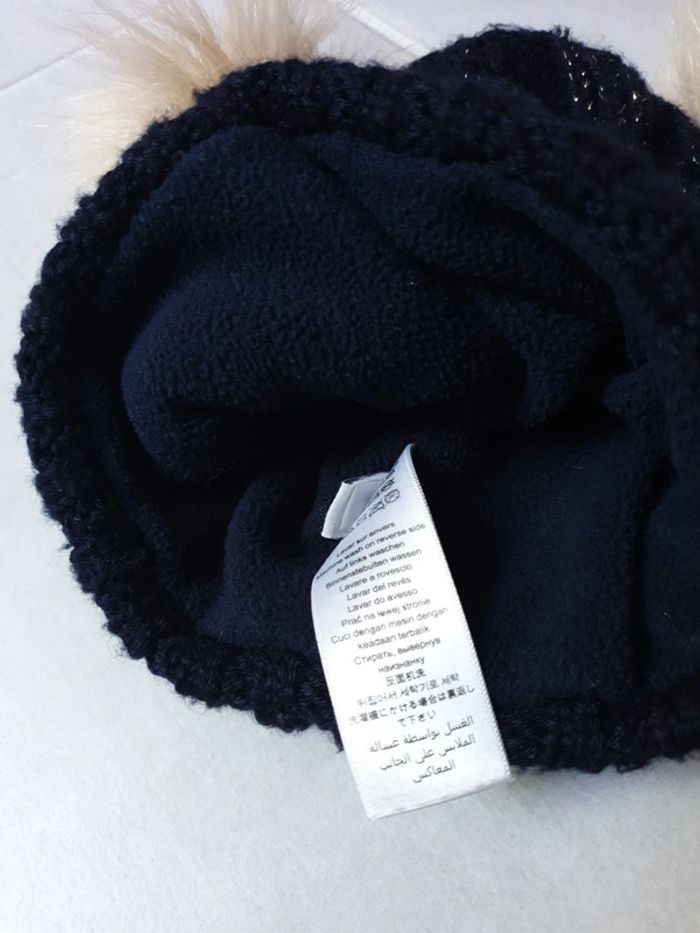 Lavar sur envers
Machine wash on reverse side
Auf links waschen
Binnenstebuiten wassen
Lavare a rovescio
Lavar del revés
Lavar do avesso
Prać na lewej stronie
Cuci dengan mesin dengan
keadaan terbalik
Стирать, вывернув
наизнанку
反面机洗
뒤집어서 세탁기로 세탁
洗濯機にかける場合は裏返し
て下さい
الغسل بواسطة غسالة
الملابس على الجانب
المعاكس